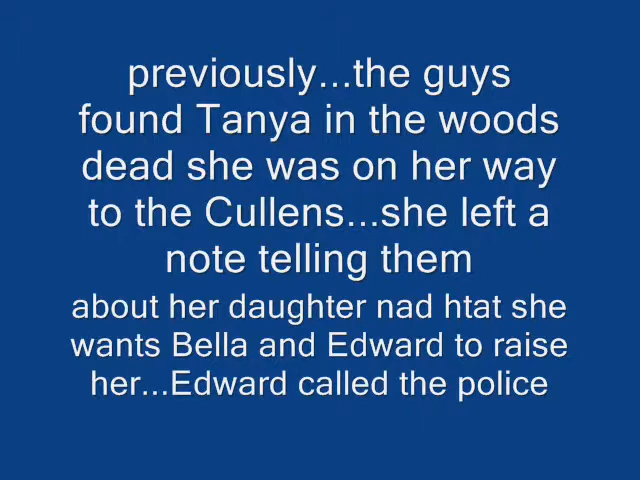 previously...the guys
found Tanya in the woods
dead she was on her way
to the Cullens...she left a
note telling them
about her daughter nad htat she
wants Bella and Edward to raise
her...Edward called the police